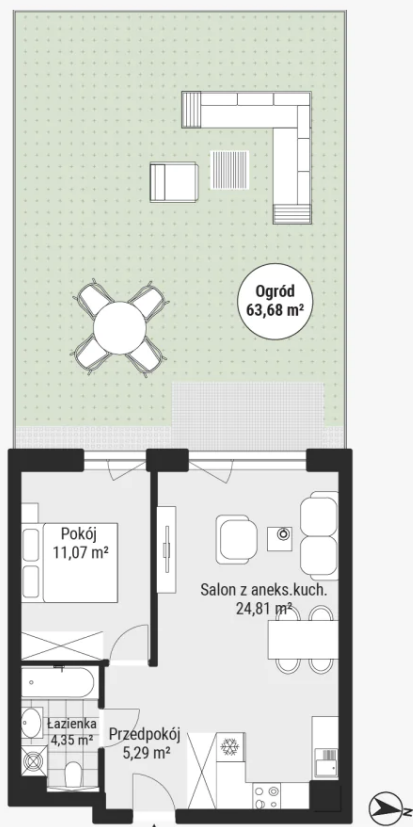 Ogród
63,68 m²
Pokój
11,07 m²
Salon z aneks.kuch.
24,81 m²
Łazienka
4,35 m²
Przedpokój
5,29 m²
N